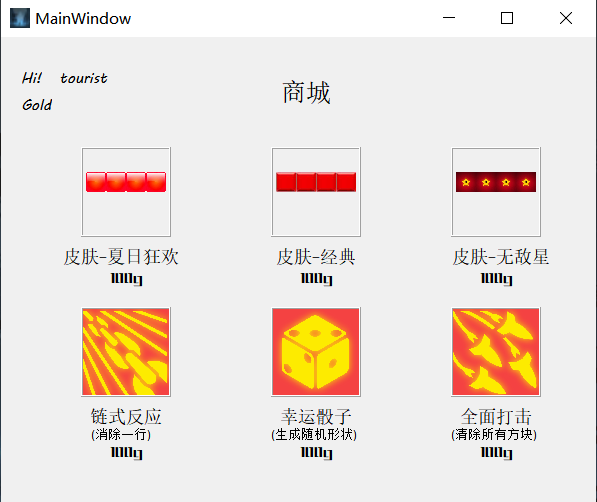 MainWindow
Hi! tourist
Gold
商城
皮肤-夏日狂欢
100g
皮肤-经典
100g
皮肤-无敌星
100g
链式反应
(消除一行)
100g
幸运骰子
(生成随机形状)
100g
全面打击
(清除所有方块)
100g